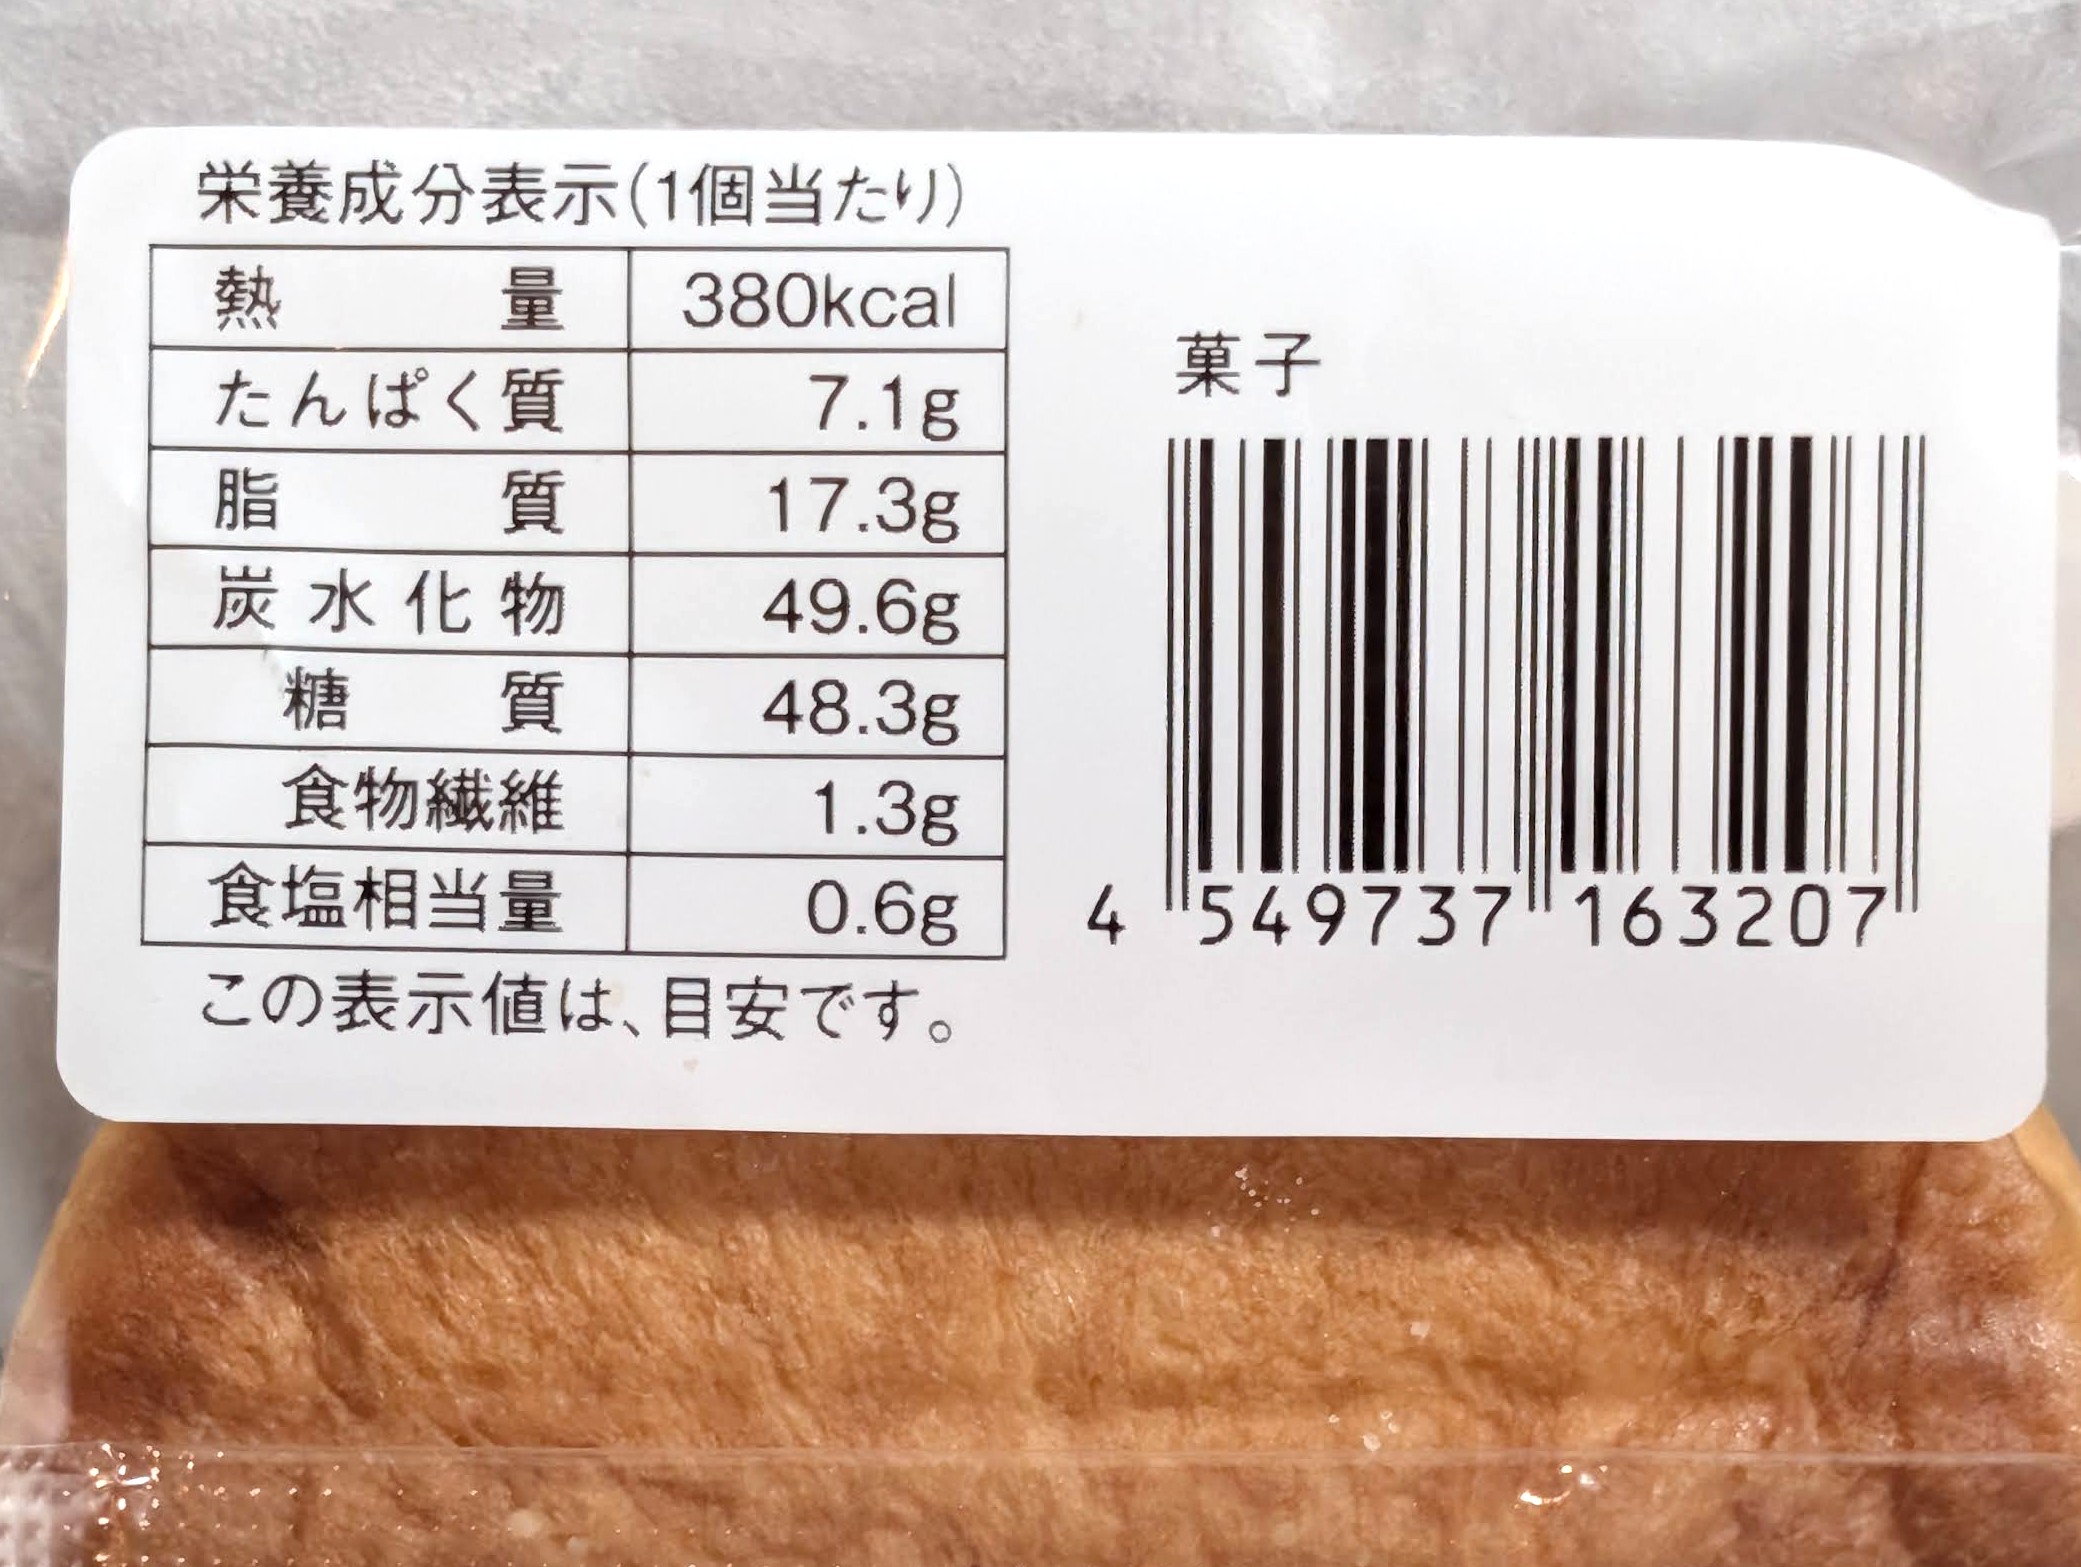 栄養成分表示(1個当たり)
熱量 380kcal
たんぱく質 7.1g
脂質 17.3g
炭水化物 49.6g
糖質 48.3g
食物繊維 1.3g
食塩相当量 0.6g
この表示値は、目安です。
菓子
4 549737 163207